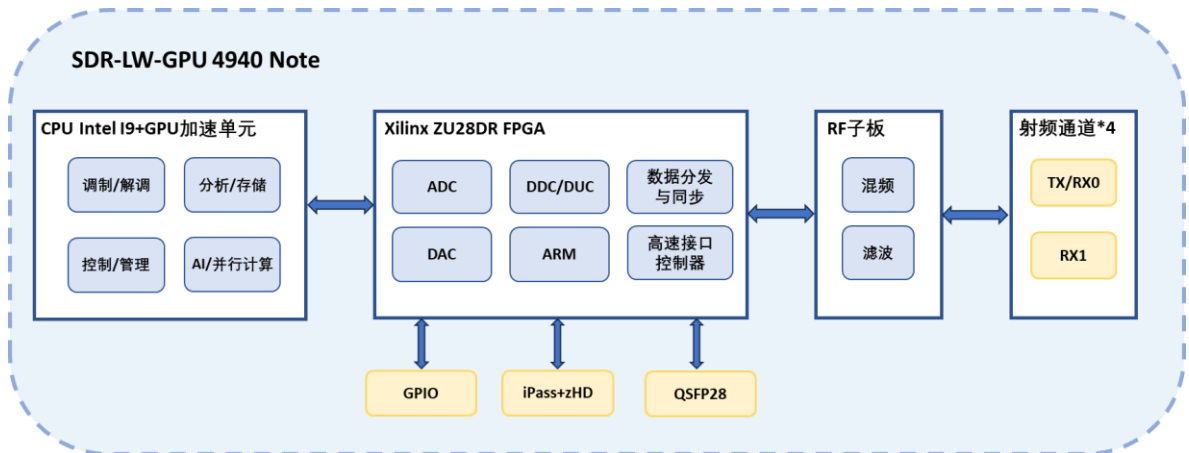 SDR-LW-GPU 4940 Note
CPU Intel I9+GPU加速单元
调制/解调
分析/存储
控制/管理
AI/并行计算
Xilinx ZU28DR FPGA
ADC
DDC/DUC
数据分发
与同步
DAC
ARM
高速接口
控制器
RF子板
混频
滤波
射频通道*4
TX/RX0
RX1
GPIO
iPass+zHD
QSFP28